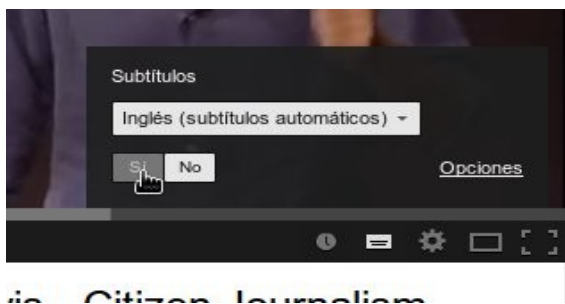 Subtítulos
Inglés (subtítulos automáticos)
Sí No Opciones
Citizen Journalism